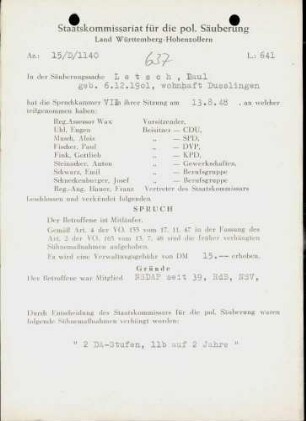 Staatskommissariat für die pol. Säuberung
Land Württemberg-Hohenzollern
Az.: 15/D/1140 637 L: 641
In der Säuberungssache Letsch, Paul
geb. 6.12.1901, wohnhaft Dusslingen
hat die Spruchkammer VII in ihrer Sitzung am 13.8.48. an welcher
teilgenommen haben:
Reg.Assessor Wax Vorsitzender,
Uhl, Eugen Beisitzer - CDU,
Munk, Alois - SPD,
Fischer, Paul - DVP,
Fink, Gottlieb - KPD,
Steinacher, Anton - Gewerkschaften,
Schwarz, Emil - Berufsgruppe
Schneckenburger, Josef - Berufsgruppe
Reg.-Ang. Hauer, Franz Vertreter des Staatskommissars
beschlossen und verkündet folgenden
SPRUCH
Der Betroffene ist Mitläufer.
Gemäß Art. 4 der VO. 133 vom 17. 11. 47 in der Fassung des
Art. 2 der VO. 165 vom 13. 7. 48 sind die früher verhängten
Sühnemaßnahmen aufgehoben.
Es wird eine Verwaltungsgebühr von DM 15.-- erhoben.
Gründe
Der Betroffene war Mitglied NSDAP seit 39, RdB, NSV,
Durch Entscheidung des Staatskommissars für die pol. Säuberung waren
folgende Sühnemaßnahmen verhängt worden:
" 2 DA-Stufen, 11b auf 2 Jahre "